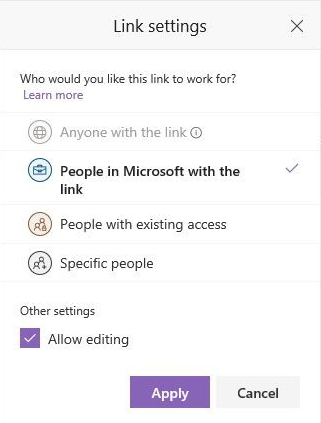 Link settings
Who would you like this link to work for?
Learn more
Anyone with the link
People in Microsoft with the
link
People with existing access
Specific people
Other settings
Allow editing
Apply
Cancel